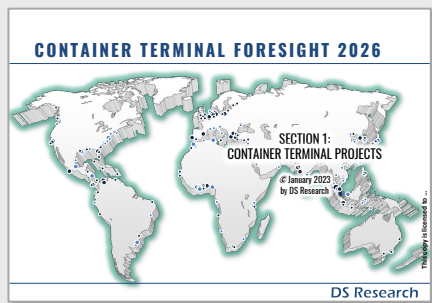 CONTAINER TERMINAL FORESIGHT 2026
SECTION 1:
CONTAINER TERMINAL PROJECTS
© January 2023
by DS Research
This copy is licensed to ...
DS Research